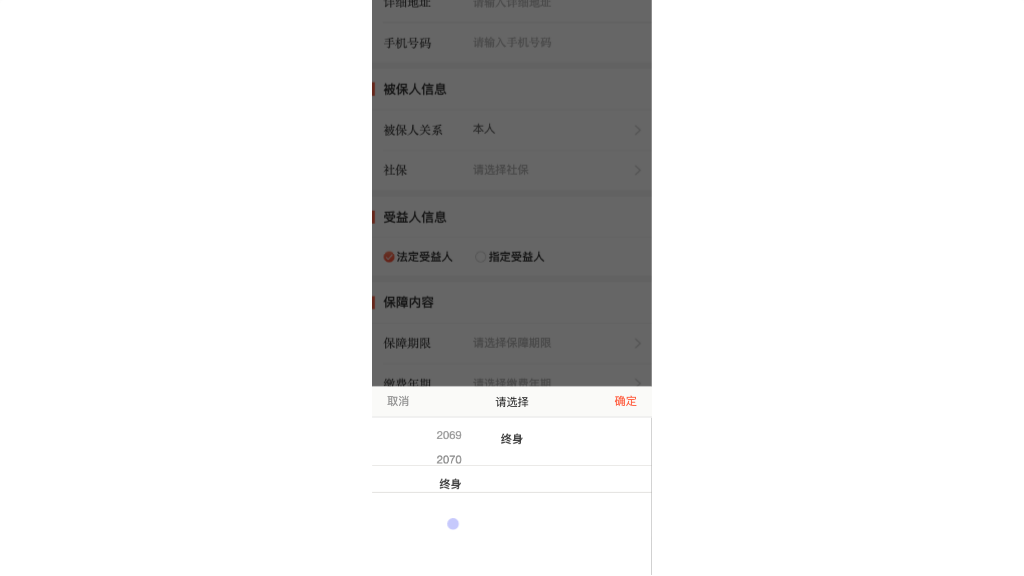 详细地址 请输入详细地址
手机号码 请输入手机号码
被保人信息
被保人关系 本人
社保 请选择社保
受益人信息
法定受益人 指定受益人
保障内容
保障期限 请选择保障期限
缴费年期 请选择缴费年期
取消 请选择 确定
2069 终身
2070
终身